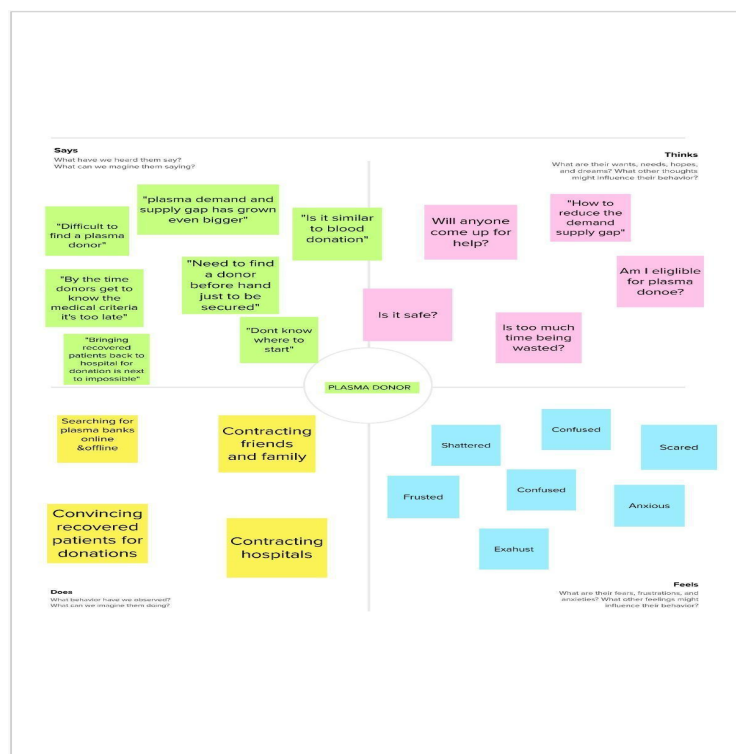 Says
What have we heard them say?
What can we magine them saying?
Thinks
What are their wants, needs, hopes,
and dreams? What other thoughts
might influence their behavior?
"Difficult to
find a plasma
donor"
"plasma demand and
supply gap has grown
even bigger"
"Is it similar
to blood
donation"
"By the time
donors get to
know the
medical criteria
it's too late"
"Need to find
a donor
before hand
just to be
secured"
"Bringing
recovered
patients back to
hospital for
donation is next
to impossible"
"Dont know
where to
start"
Will anyone
come up for
help?
"How to
reduce the
demand
supply gap"
Am I eliglible
for plasma
donoe?
Is it safe?
Is too much
time being
wasted?
PLASMA DONOR
Searching for
plasma banks
online
&offline
Contracting
friends
and family
Convincing
recovered
patients for
donations
Contracting
hospitals
Shattered
Confused
Scared
Frusted
Confused
Anxious
Exahust
Does
What behavior have we observed?
What can we imagine them doing?
Feels
What are their fears, frustrations, and
anxieties? What other feelings might
influence their behavior?